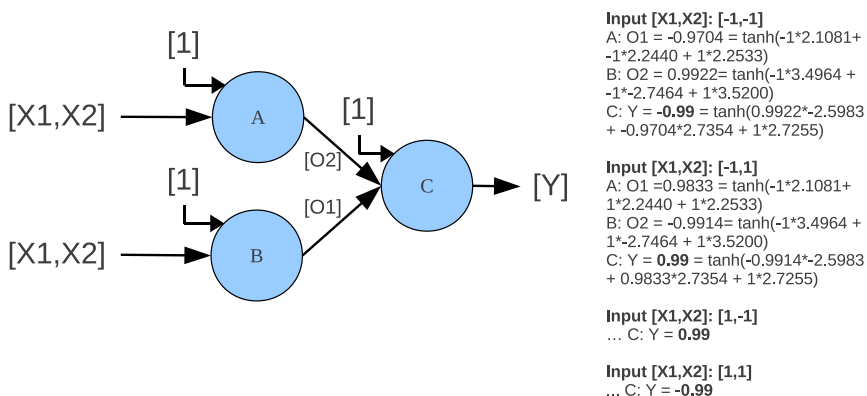 [1]
[X1,X2]
A
[O2]
[1]
C
[Y]
[1]
[O1]
[X1,X2]
B
Input [X1,X2]: [-1,-1]
A: O1 = -0.9704 = tanh(-1*2.1081+
-1*2.2440 + 1*2.2533)
B: O2 = 0.9922= tanh(-1*3.4964 +
-1*-2.7464 + 1*3.5200)
C: Y = -0.99 = tanh(0.9922*-2.5983
+ -0.9704*2.7354 + 1*2.7255)
Input [X1,X2]: [-1,1]
A: O1 =0.9833 = tanh(-1*2.1081+
1*2.2440 + 1*2.2533)
B: O2 = -0.9914= tanh(-1*3.4964 +
1*-2.7464 + 1*3.5200)
C: Y = 0.99 = tanh(-0.9914*-2.5983
+ 0.9833*2.7354 + 1*2.7255)
Input [X1,X2]: [1,-1]
… C: Y = 0.99
Input [X1,X2]: [1,1]
... C: Y = -0.99